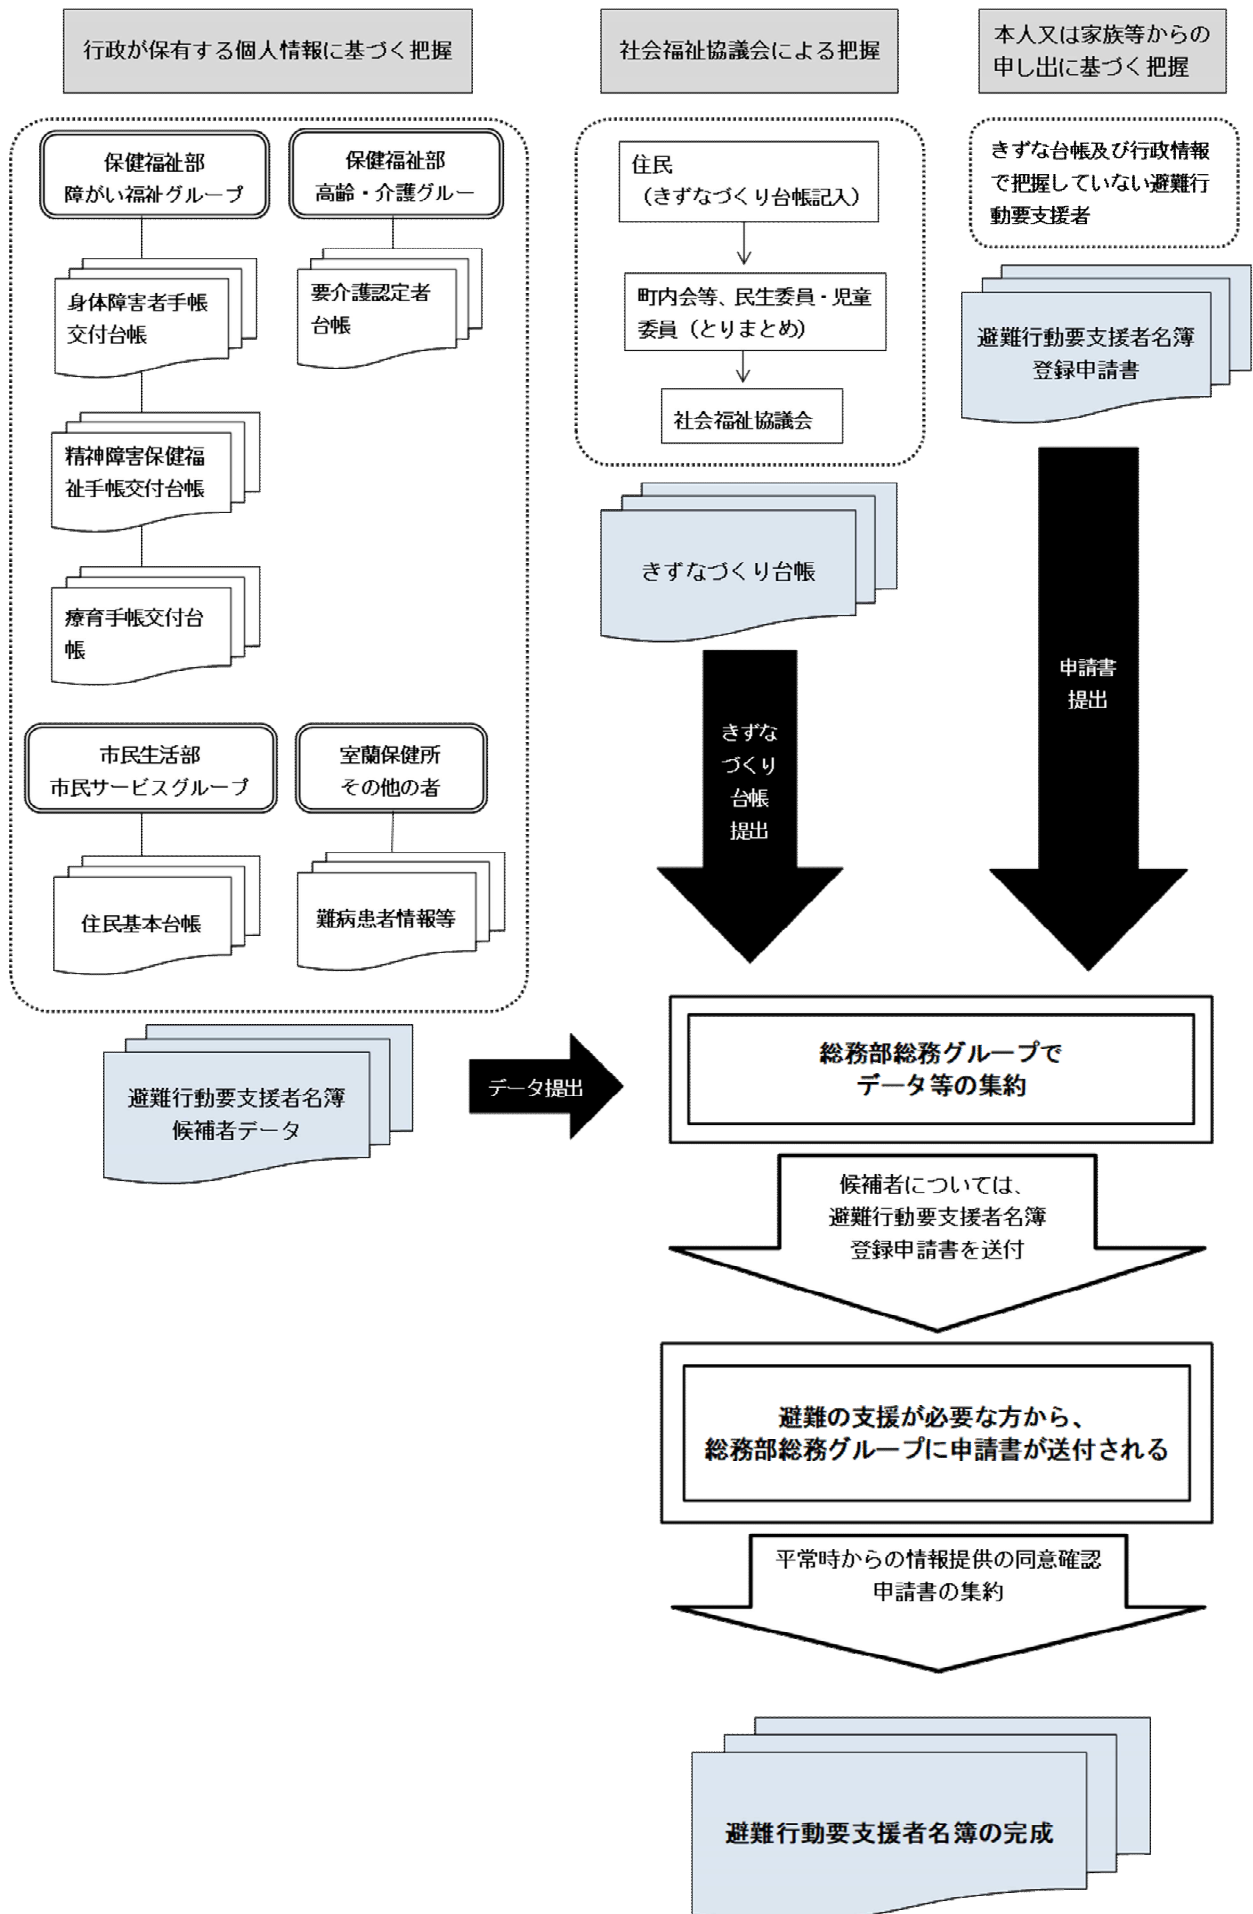 行政が保有する個人情報に基づく把握
社会福祉協議会による把握
本人又は家族等からの
申し出に基づく把握
保健福祉部
障がい福祉グループ
保健福祉部
高齢・介護グルー
身体障害者手帳
交付台帳
要介護認定者
台帳
精神障害保健福
祉手帳交付台帳
療育手帳交付台
帳
市民生活部
市民サービスグループ
室蘭保健所
その他の者
住民基本台帳
難病患者情報等
避難行動要支援者名簿
候補者データ
データ提出
住民
（きずなづくり台帳記入）
町内会等、民生委員・児童
委員（とりまとめ）
社会福祉協議会
きずなづくり台帳
きずな
づくり
台帳
提出
きずな台帳及び行政情報
で把握していない避難行
動要支援者
避難行動要支援者名簿
登録申請書
申請書
提出
総務部総務グループで
データ等の集約
候補者については、
避難行動要支援者名簿
登録申請書を送付
避難の支援が必要な方から、
総務部総務グループに申請書が送付される
平常時からの情報提供の同意確認
申請書の集約
避難行動要支援者名簿の完成